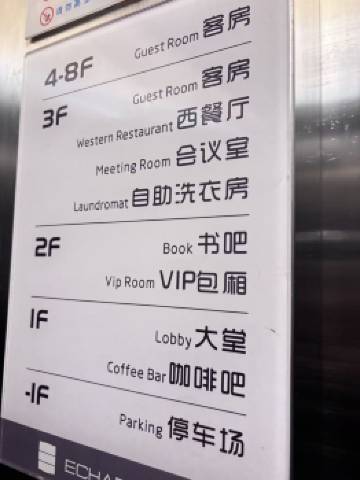 4-8F Guest Room 客房
3F Guest Room 客房
Western Restaurant 西餐厅
Meeting Room 会议室
Laundromat 自助洗衣房
2F Book 书吧
Vip Room VIP包厢
1F Lobby 大堂
Coffee Bar 咖啡吧
-1F Parking 停车场